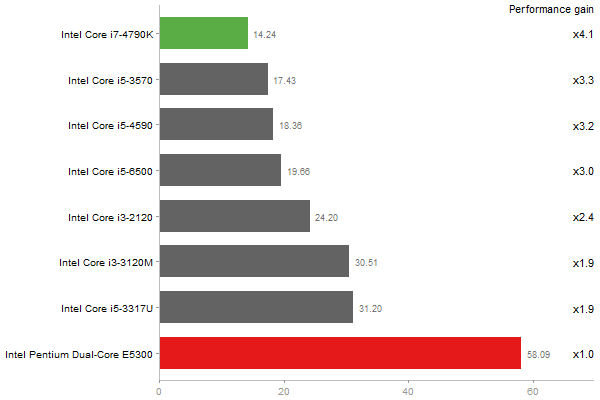 Performance gain
Intel Core i7-4790K 14.24 x4.1
Intel Core i5-3570 17.43 x3.3
Intel Core i5-4590 18.36 x3.2
Intel Core i5-6500 19.66 x3.0
Intel Core i3-2120 24.20 x2.4
Intel Core i3-3120M 30.51 x1.9
Intel Core i5-3317U 31.20 x1.9
Intel Pentium Dual-Core E5300 58.09 x1.0
0 20 40 60